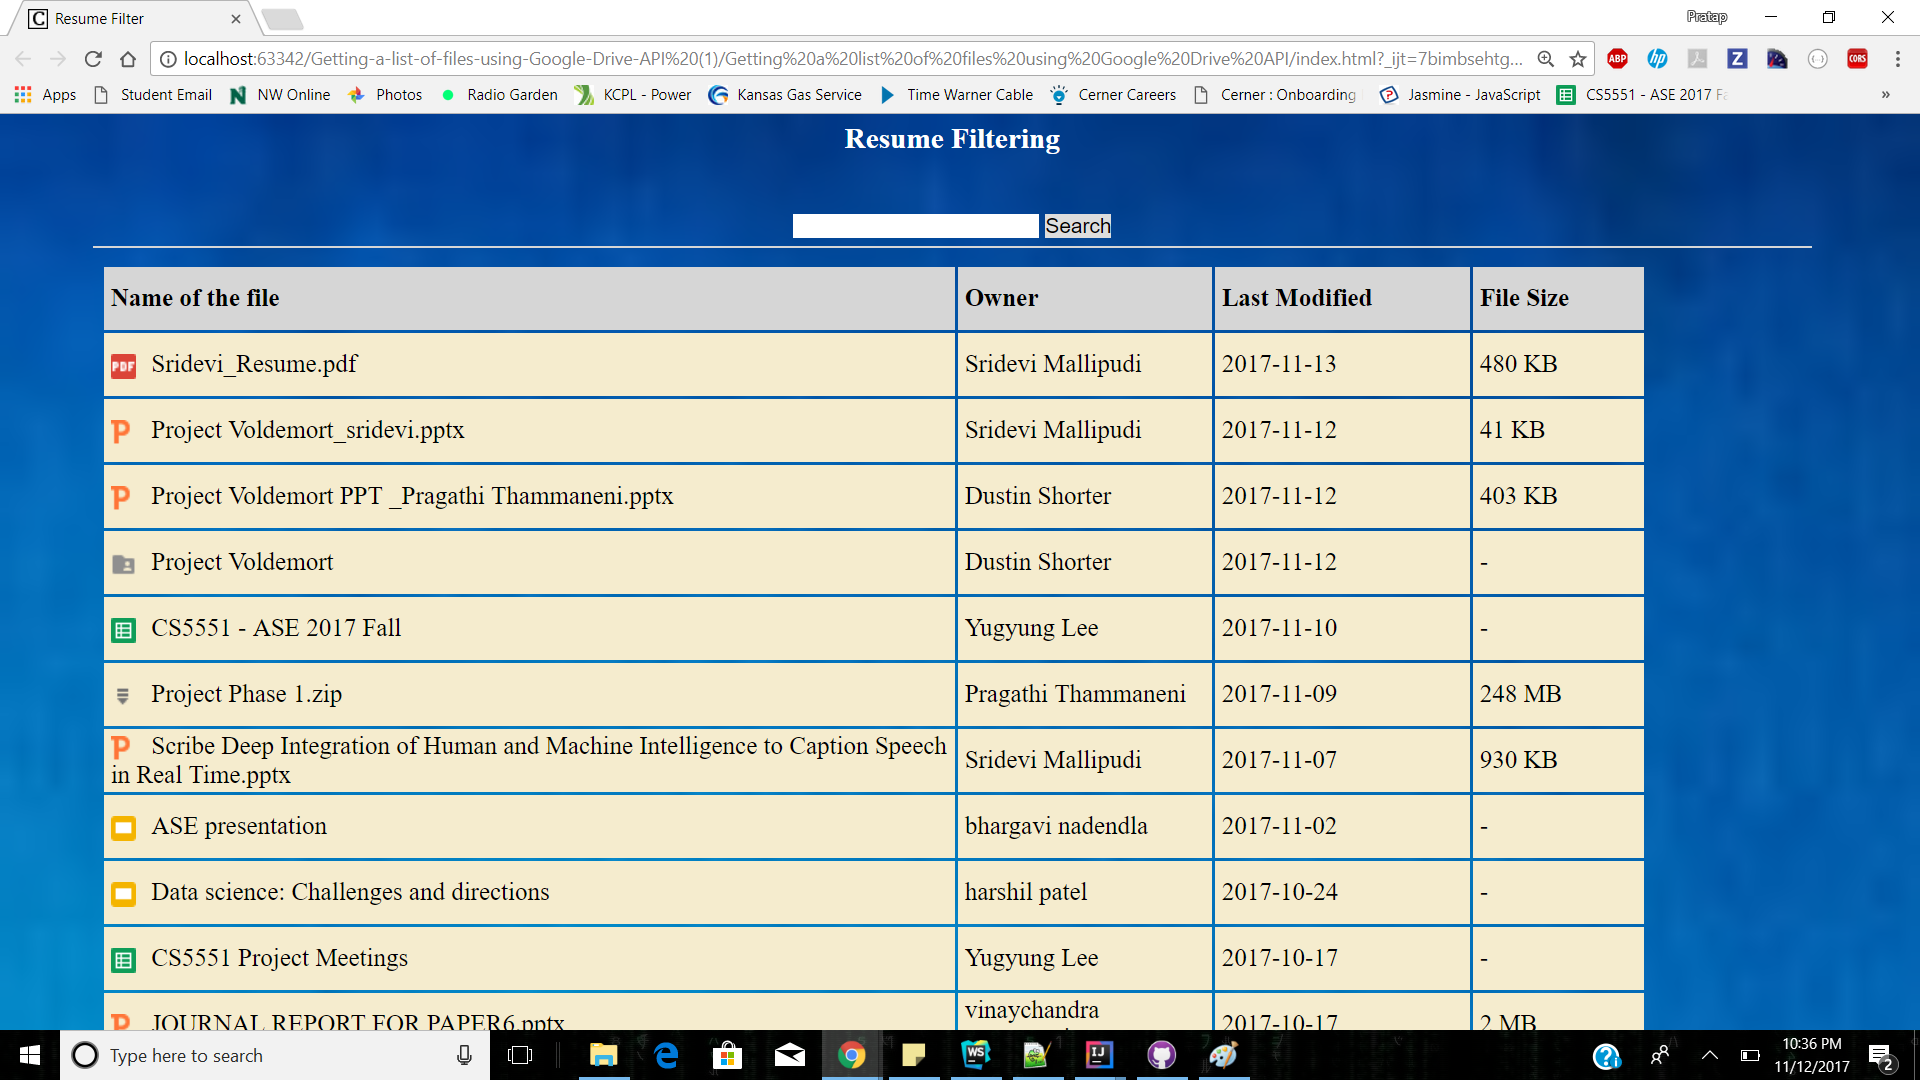 C Resume Filter
Pratap
localhost:63342/Getting-a-list-of-files-using-Google-Drive-API%20(1)/Getting%20a%20list%20of%20files%20using%20Google%20Drive%20API/index.html?_ijt=7bimbsehtg...
ABP hp Z CORS
Apps Student Email N NW Online Photos Radio Garden KCPL - Power Kansas Gas Service Time Warner Cable Cerner Careers Cerner : Onboarding Jasmine - JavaScript CS5551 - ASE 2017 Fa »
Resume Filtering
Search
Name of the file Owner Last Modified File Size
PDF Sridevi_Resume.pdf Sridevi Mallipudi 2017-11-13 480 KB
P Project Voldemort_sridevi.pptx Sridevi Mallipudi 2017-11-12 41 KB
P Project Voldemort PPT _Pragathi Thammaneni.pptx Dustin Shorter 2017-11-12 403 KB
Project Voldemort Dustin Shorter 2017-11-12 -
CS5551 - ASE 2017 Fall Yugyung Lee 2017-11-10 -
Project Phase 1.zip Pragathi Thammaneni 2017-11-09 248 MB
P Scribe Deep Integration of Human and Machine Intelligence to Caption Speech
in Real Time.pptx Sridevi Mallipudi 2017-11-07 930 KB
ASE presentation bhargavi nadendla 2017-11-02 -
Data science: Challenges and directions harshil patel 2017-10-24 -
CS5551 Project Meetings Yugyung Lee 2017-10-17 -
P JOURNAL REPORT FOR PAPER6.pptx vinaychandra 2017-10-17 2 MB
Type here to search
WS IJ
10:36 PM
11/12/2017
2